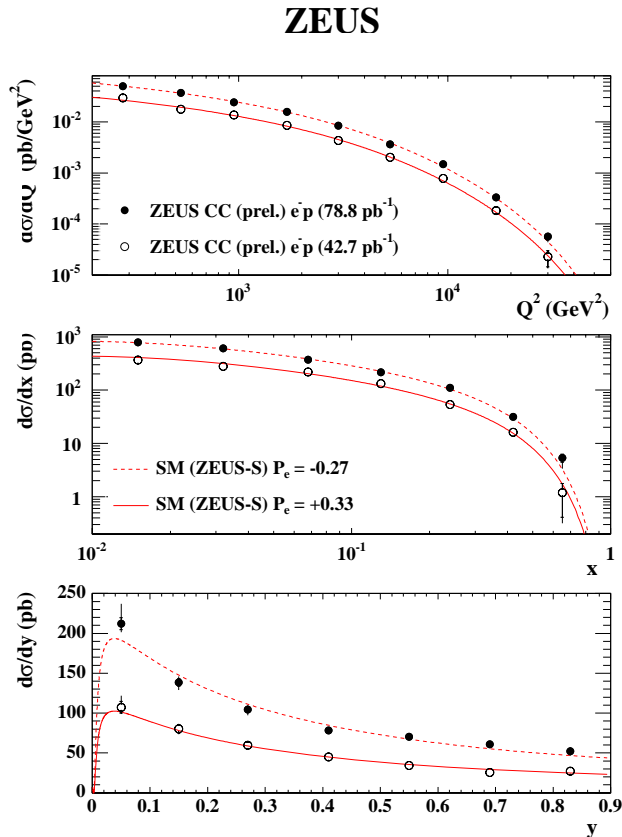 ZEUS
dσ/dQ² (pb/GeV²)
10⁻²
10⁻³
10⁻⁴
10⁻⁵
ZEUS CC (prel.) e⁻p (78.8 pb⁻¹)
ZEUS CC (prel.) e⁻p (42.7 pb⁻¹)
10³
10⁴
Q² (GeV²)
dσ/dx (pb)
10³
10²
10
1
SM (ZEUS-S) Pₑ = -0.27
SM (ZEUS-S) Pₑ = +0.33
10⁻²
10⁻¹
1
x
dσ/dy (pb)
250
200
150
100
50
0
0 0.1 0.2 0.3 0.4 0.5 0.6 0.7 0.8 0.9
y